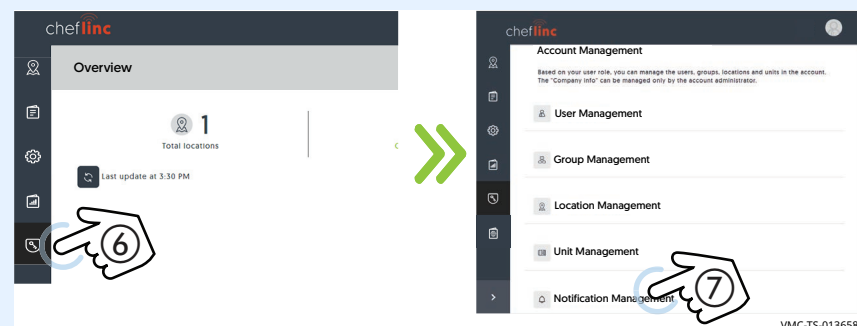 cheflinc
Overview
1
Total locations
Last update at 3:30 PM
6
cheflinc
Account Management
Based on your user role, you can manage the users, groups, locations and units in the account.
The "Company info" can be managed only by the account administrator.
User Management
Group Management
Location Management
Unit Management
Notification Management
7
VMC-TS-013658